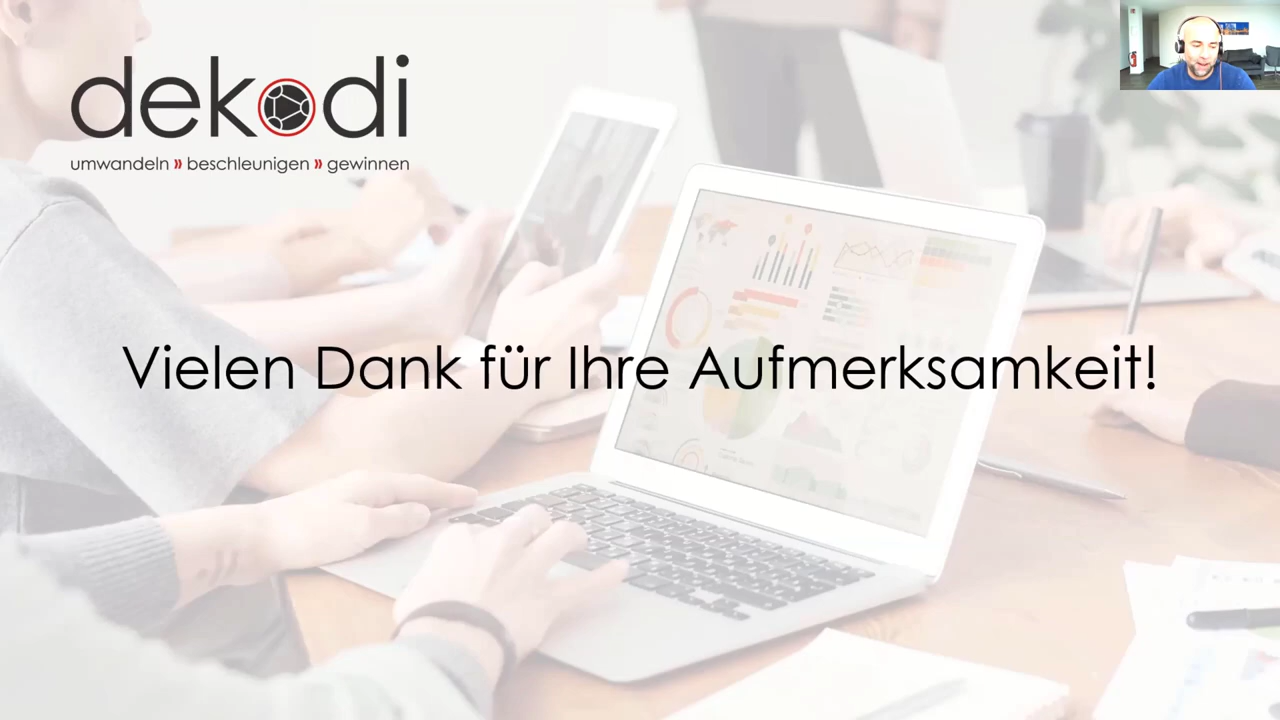 dekodi
umwandeln » beschleunigen » gewinnen
Vielen Dank für Ihre Aufmerksamkeit!